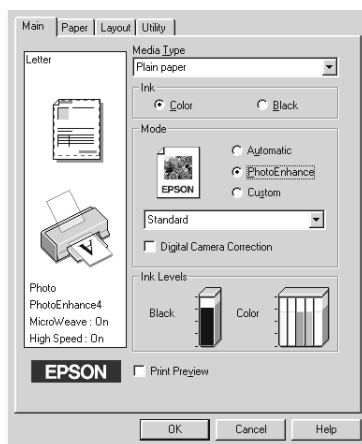 Main
Paper
Layout
Utility
Letter
Media Type
Plain paper
Ink
Color
Black
Mode
EPSON
Automatic
PhotoEnhance
Custom
Standard
Digital Camera Correction
A
Photo
PhotoEnhance4
MicroWeave : On
High Speed : On
Ink Levels
Black
Color
EPSON
Print Preview
OK
Cancel
Help